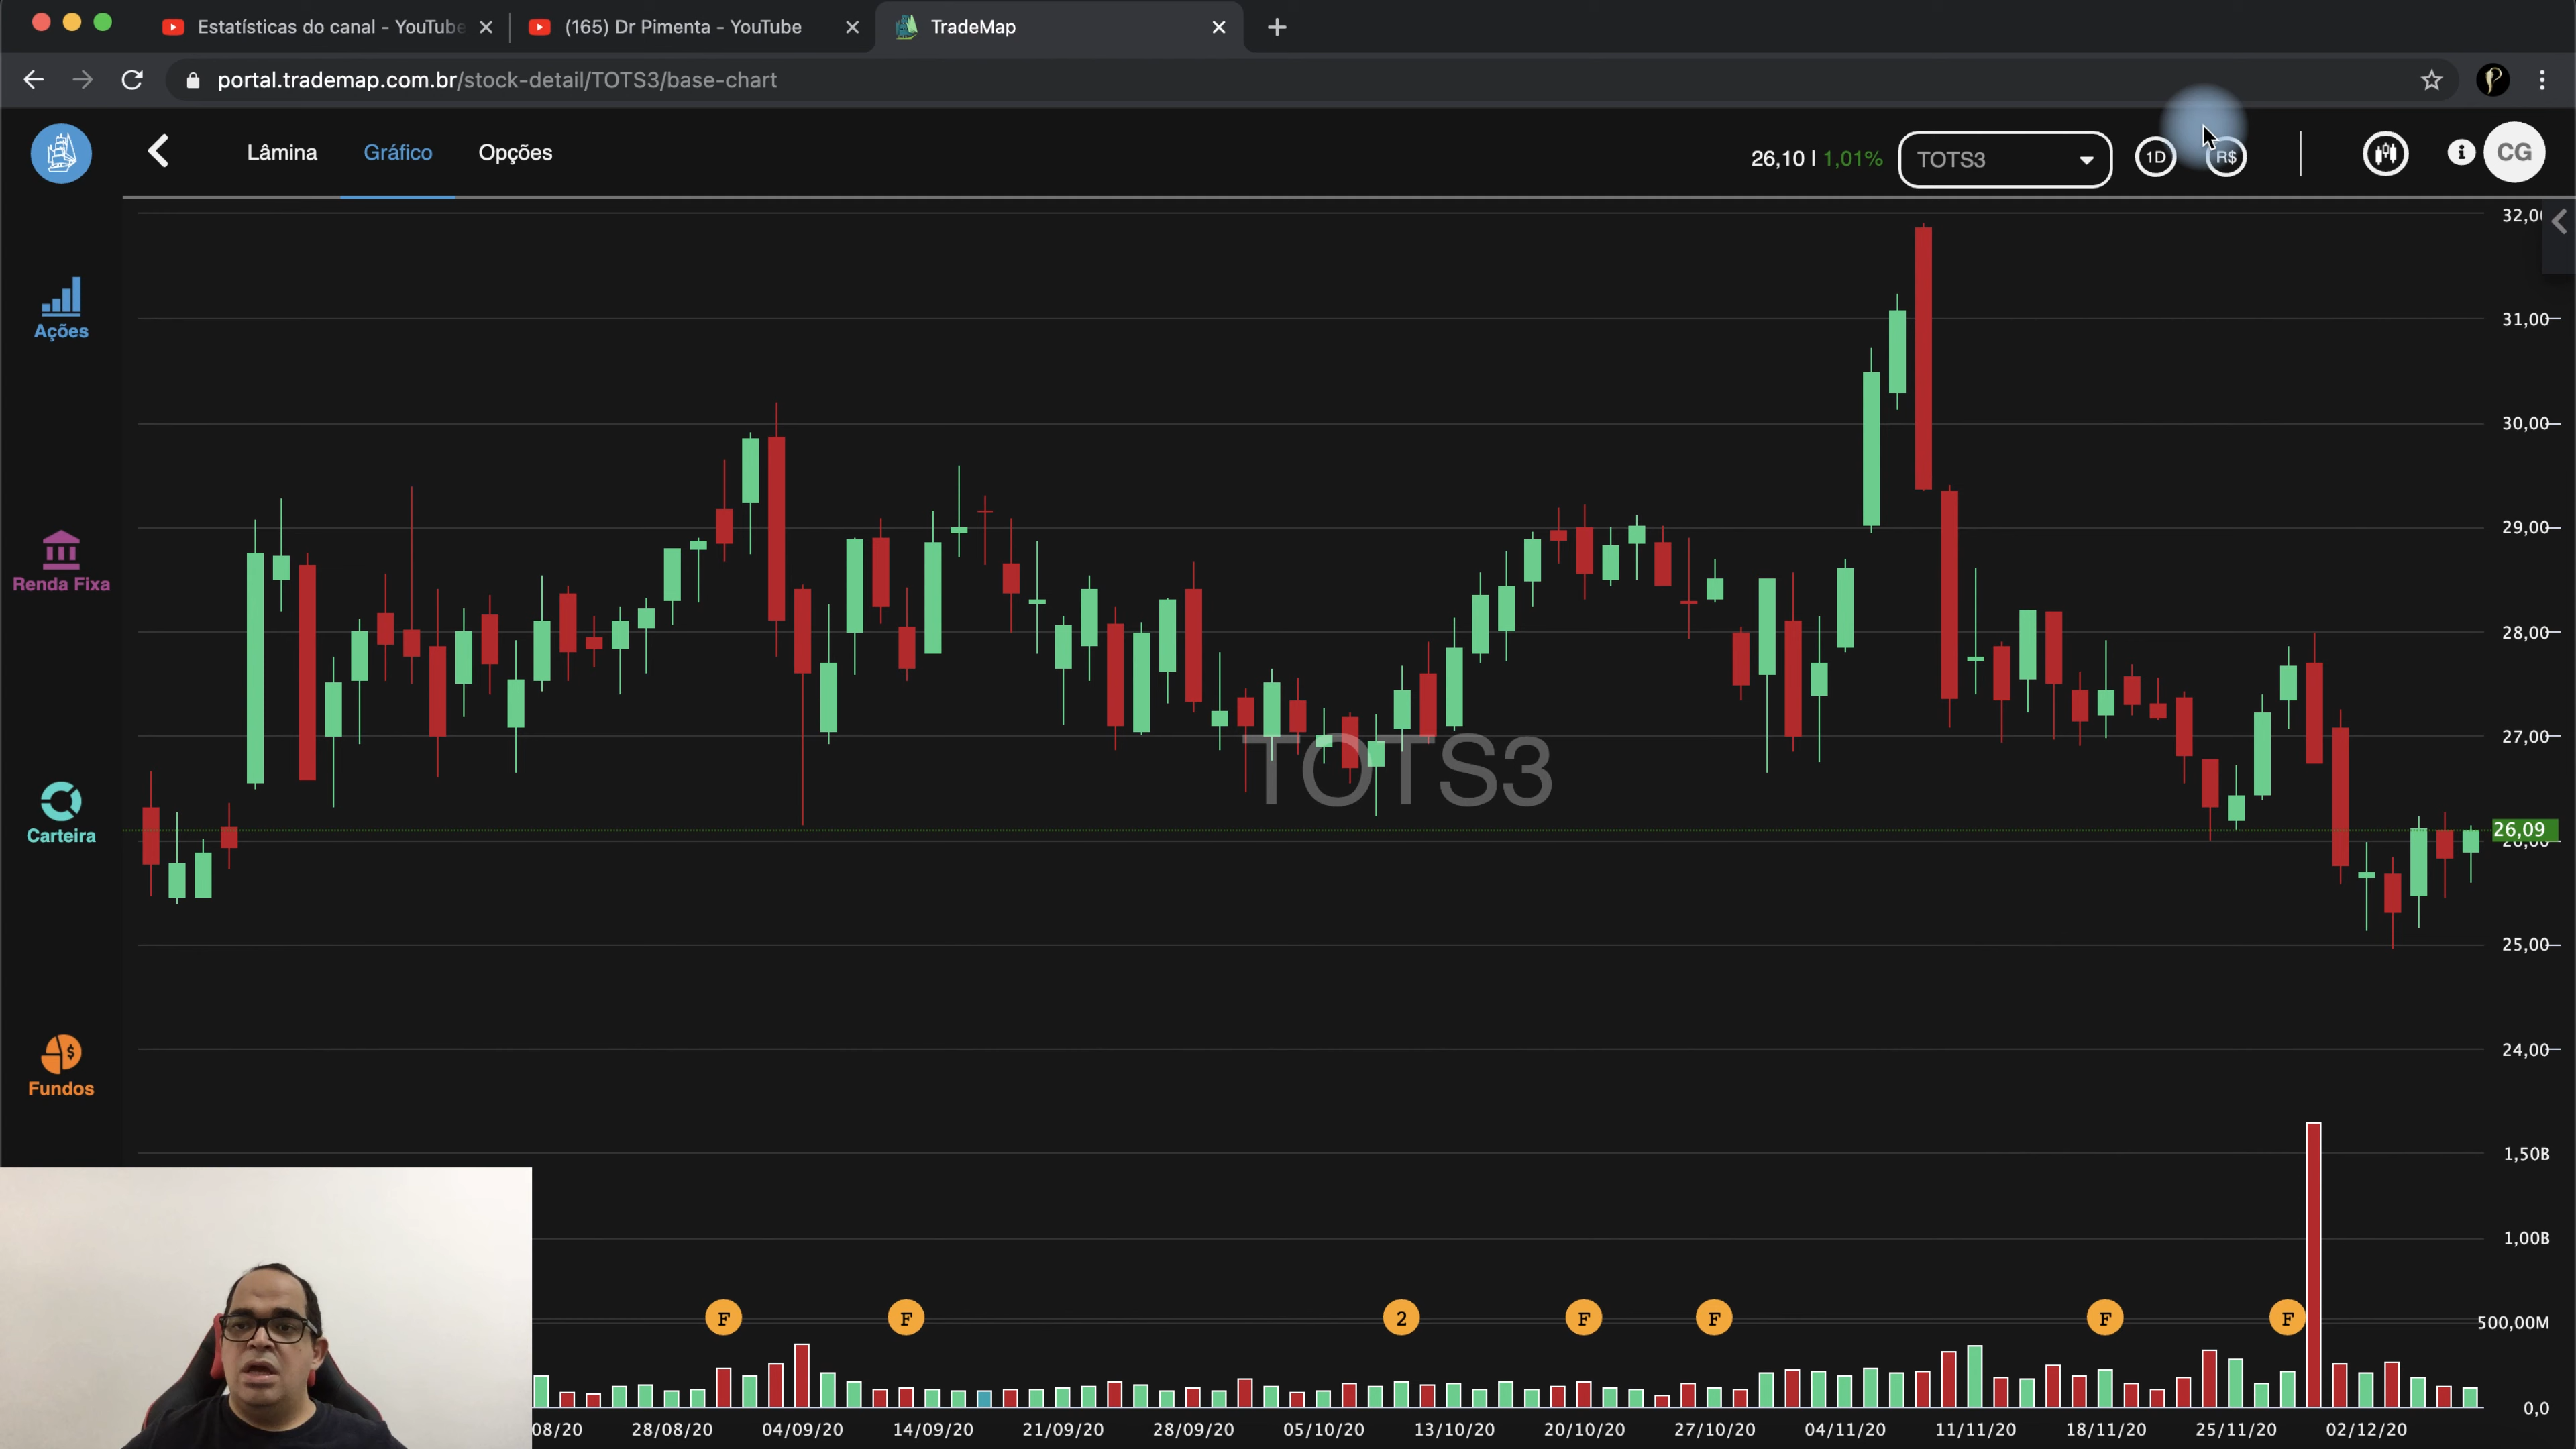 Estatísticas do canal - YouTube
(165) Dr Pimenta - YouTube
TradeMap
portal.trademap.com.br/stock-detail/TOTS3/base-chart
Lâmina
Gráfico
Opções
26,10 | 1,01%
TOTS3
1D
R$
CG
Ações
Renda Fixa
Carteira
Fundos
31,00
30,00
29,00
28,00
27,00
26,09
26,00
25,00
24,00
TOTS3
1,50B
1,00B
500,00M
0,0
F
F
2
F
F
F
F
08/20
28/08/20
04/09/20
14/09/20
21/09/20
28/09/20
05/10/20
13/10/20
20/10/20
27/10/20
04/11/20
11/11/20
18/11/20
25/11/20
02/12/20